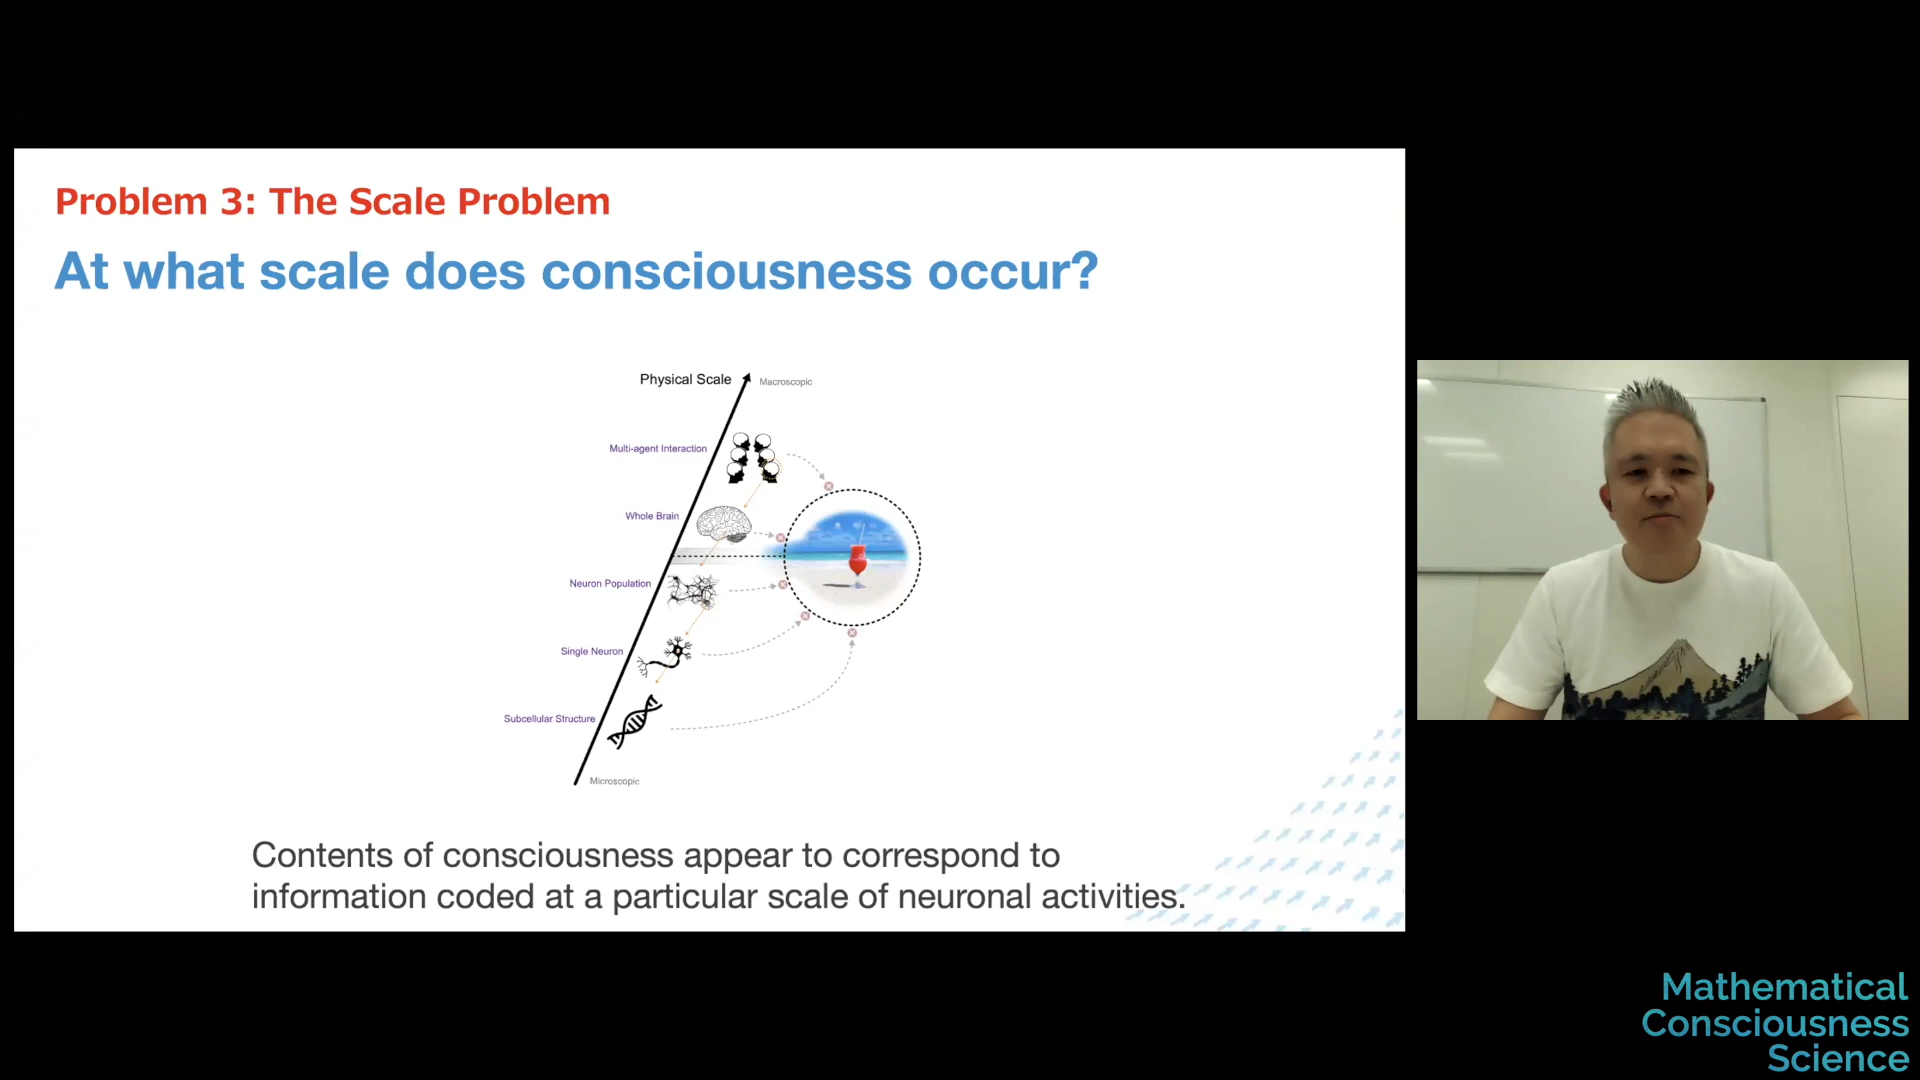 Problem 3: The Scale Problem
At what scale does consciousness occur?
Physical Scale
Macroscopic
Multi-agent Interaction
Whole Brain
Neuron Population
Single Neuron
Subcellular Structure
Microscopic
Contents of consciousness appear to correspond to
information coded at a particular scale of neuronal activities.
Mathematical
Consciousness
Science